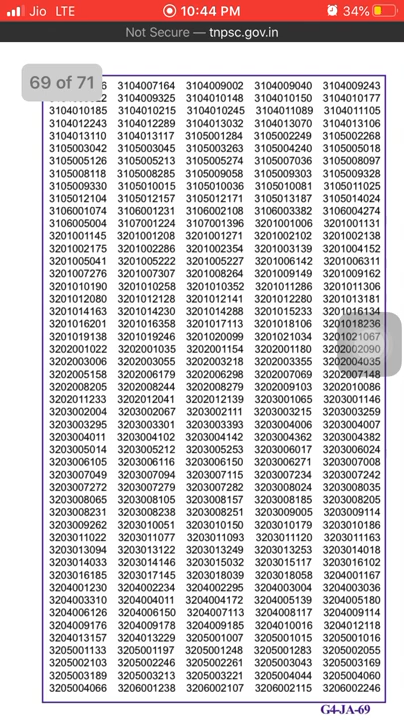 Jio LTE 10:44 PM 34%
Not Secure — tnpsc.gov.in
69 of 71
3104007164 3104009002 3104009040 3104009243
3104009325 3104010148 3104010150 3104010177
3104010185 3104010215 3104010245 3104011089 3104011105
3104012243 3104012289 3104013032 3104013070 3104013106
3104013110 3104013117 3105001284 3105002249 3105002268
3105003042 3105003045 3105003263 3105004240 3105005018
3105005126 3105005213 3105005274 3105007036 3105008097
3105008118 3105008285 3105009058 3105009303 3105009328
3105009330 3105010015 3105010036 3105010081 3105011025
3105012104 3105012157 3105012171 3105013187 3105014024
3106001074 3106001231 3106002108 3106003382 3106004274
3106005004 3107001224 3107001396 3201001006 3201001131
3201001145 3201001208 3201001271 3201002102 3201002138
3201002175 3201002286 3201002354 3201003139 3201004152
3201005041 3201005222 3201005227 3201006142 3201006311
3201007276 3201007307 3201008264 3201009149 3201009162
3201010190 3201010258 3201010352 3201011286 3201011306
3201012080 3201012128 3201012141 3201012280 3201013181
3201014163 3201014230 3201014288 3201015233 3201016134
3201016201 3201016358 3201017113 3201018106 3201018236
3201019138 3201019246 3201020099 3201021034 3201021067
3202001022 3202001035 3202001154 3202001180 3202002090
3202003006 3202003055 3202003218 3202003355 3202004035
3202005158 3202006179 3202006298 3202007069 3202007148
3202008205 3202008244 3202008279 3202009103 3202010086
3202011233 3202012041 3202012139 3203001065 3203001146
3203002004 3203002067 3203002111 3203003215 3203003259
3203003295 3203003301 3203003393 3203004006 3203004007
3203004011 3203004102 3203004142 3203004362 3203004382
3203005014 3203005212 3203005253 3203006017 3203006024
3203006105 3203006116 3203006150 3203006271 3203007008
3203007049 3203007094 3203007115 3203007234 3203007242
3203007272 3203007279 3203007282 3203008024 3203008035
3203008065 3203008105 3203008157 3203008185 3203008205
3203008231 3203008238 3203008251 3203009005 3203009114
3203009262 3203010051 3203010150 3203010179 3203010186
3203011022 3203011077 3203011093 3203011120 3203011163
3203013094 3203013122 3203013249 3203013253 3203014018
3203014033 3203014146 3203015032 3203015117 3203016102
3203016185 3203017145 3203018039 3203018058 3204001167
3204001230 3204002234 3204002295 3204003004 3204003036
3204003310 3204004011 3204004172 3204005139 3204005180
3204006126 3204006150 3204007113 3204008117 3204009114
3204009176 3204009178 3204009185 3204010016 3204012118
3204013157 3204013229 3205001007 3205001015 3205001016
3205001133 3205001197 3205001248 3205001283 3205002055
3205002103 3205002246 3205002261 3205003043 3205003169
3205003189 3205003213 3205003221 3205004044 3205004060
3205004066 3206001238 3206002107 3206002115 3206002246
G4-JA-69